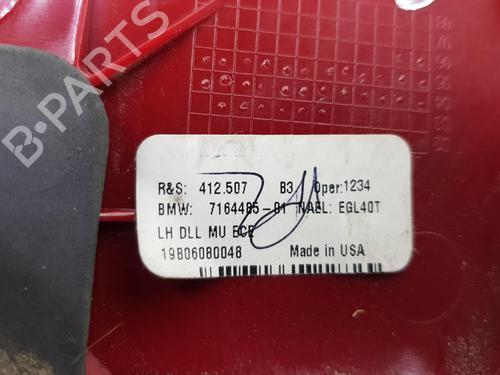 R&S: 412.507 B3 Oper:1234
BMW: 7164485-01 NAEL: EGL40T
LH DLL MU ECE
19B06080048 Made in USA
B-PARTS